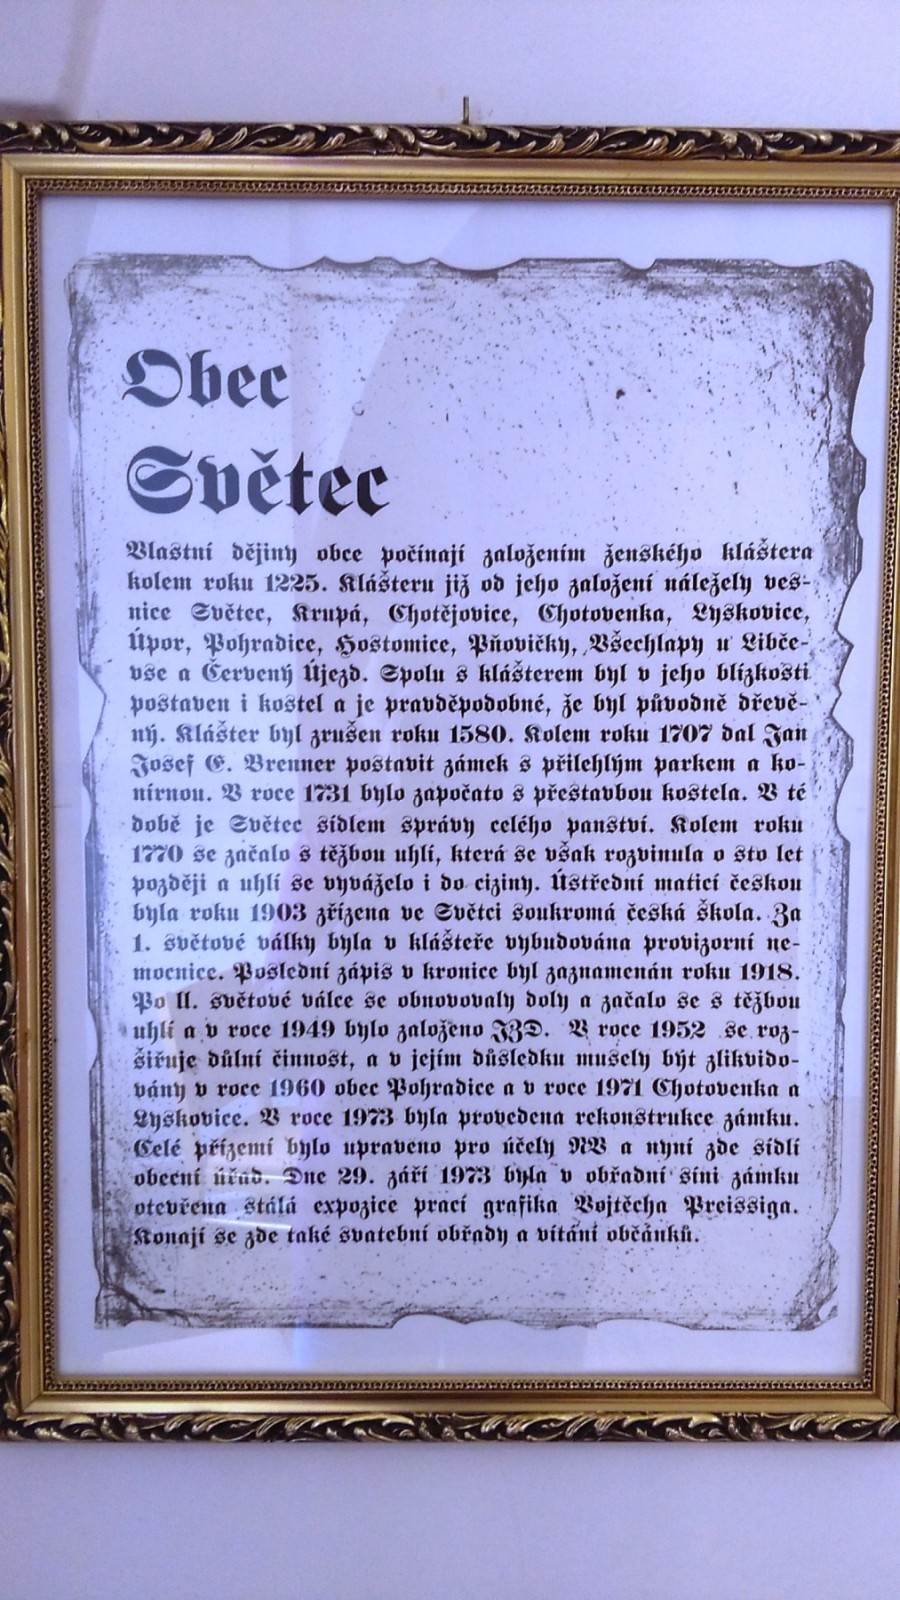 Obec
Světec
Vlastní dějiny obce počínají založením ženského kláštera
kolem roku 1225. Klášteru již od jeho založení náležely ves-
nice Světec, Krupá, Chotějovice, Chotovenka, Lyskovice,
Úpor, Pohradice, Hostomice, Pňovičky, Všechlapy u Libče-
vse a Červený Újezd. Spolu s klášterem byl v jeho blízkosti
postaven i kostel a je pravděpodobné, že byl původně dřevě-
ný. Klášter byl zrušen roku 1580. Kolem roku 1707 dal Jan
Josef C. Brenner postavit zámek s přilehlým parkem a ko-
nírnou. V roce 1731 bylo započato s přestavbou kostela. V té
době je Světec sídlem správy celého panství. Kolem roku
1770 se začalo s těžbou uhlí, která se však rozvinula o sto let
později a uhlí se vyváželo i do ciziny. Ústřední maticí českou
byla roku 1903 zřízena ve Světci soukromá česká škola. Za
1. světové války byla v klášteře vybudována provizorní ne-
mocnice. Poslední zápis v kronice byl zaznamenán roku 1918.
Po II. světové válce se obnovovaly doly a začalo se s těžbou
uhlí a v roce 1949 bylo založeno JZD. V roce 1952 se roz-
šiřuje důlní činnost, a v jejím důsledku musely být zlikvido-
vány v roce 1960 obec Pohradice a v roce 1971 Chotovenka a
Lyskovice. V roce 1973 byla provedena rekonstrukce zámku.
Celé přízemí bylo upraveno pro účely NV a nyní zde sídlí
obecní úřad. Dne 29. září 1973 byla v obřadní síni zámku
otevřena stálá expozice prací grafika Vojtěcha Preissiga.
Konají se zde také svatební obřady a vítání občánků.